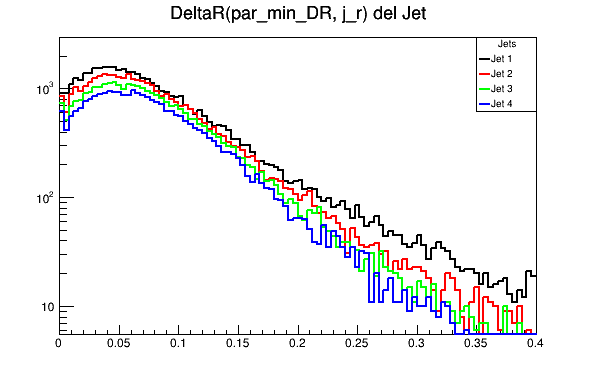 DeltaR(par_min_DR, j_r) del Jet
Jets
Jet 1
Jet 2
Jet 3
Jet 4
10³
10²
10
0 0.05 0.1 0.15 0.2 0.25 0.3 0.35 0.4